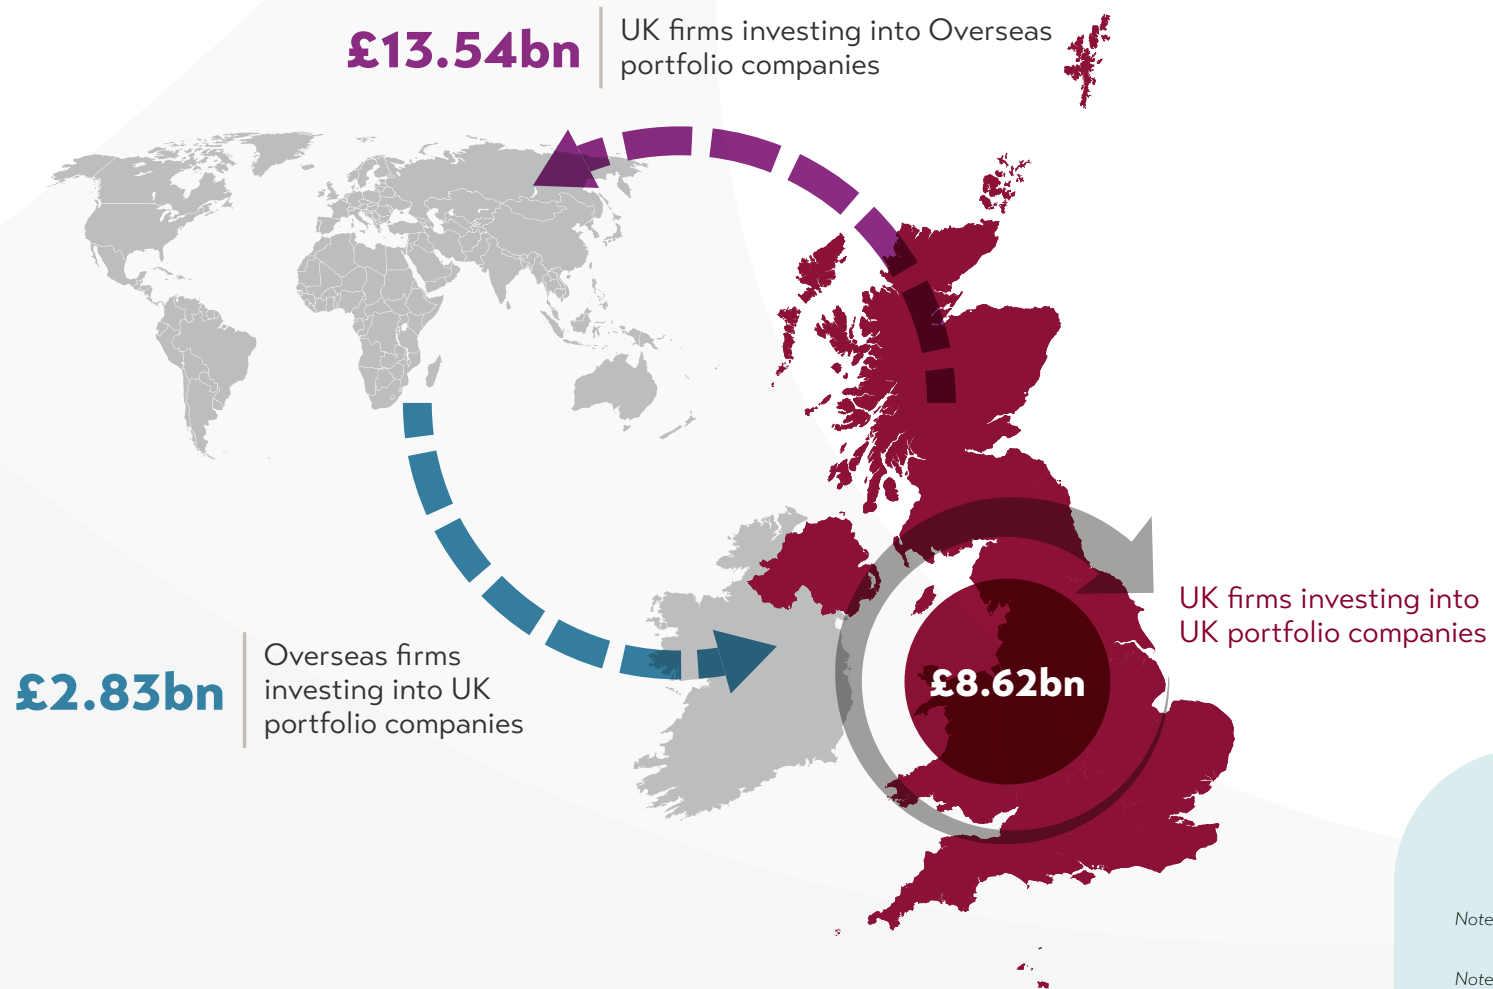 £13.54bn
UK firms investing into Overseas
portfolio companies
UK firms investing into
UK portfolio companies
£8.62bn
£2.83bn
Overseas firms
investing into UK
portfolio companies
Note
Note